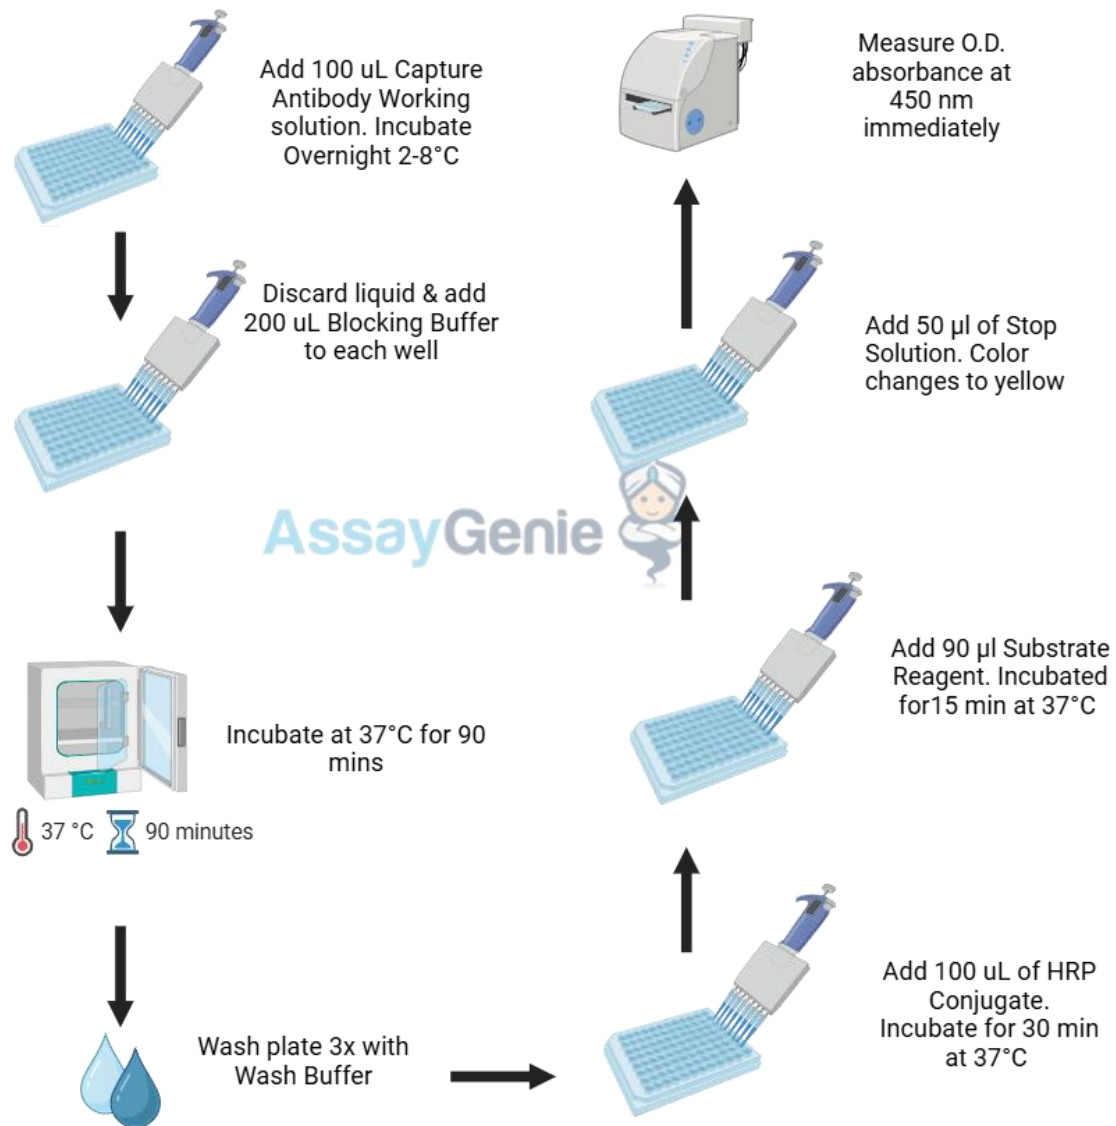 Add 100 uL Capture
Antibody Working
solution. Incubate
Overnight 2-8°C
Discard liquid & add
200 uL Blocking Buffer
to each well
Incubate at 37°C for 90
mins
37 °C
90 minutes
Wash plate 3x with
Wash Buffer
Add 100 uL of HRP
Conjugate.
Incubate for 30 min
at 37°C
Add 90 µl Substrate
Reagent. Incubated
for15 min at 37°C
AssayGenie
Add 50 µl of Stop
Solution. Color
changes to yellow
Measure O.D.
absorbance at
450 nm
immediately